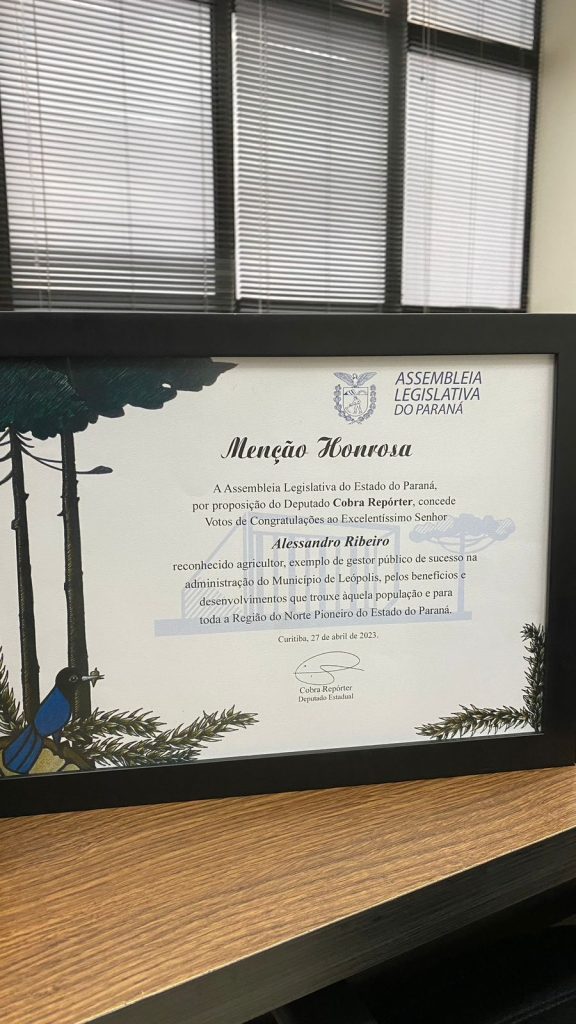 ASSEMBLEIA
LEGISLATIVA
DO PARANÁ
Menção Honrosa
A Assembleia Legislativa do Estado do Paraná,
por proposição do Deputado Cobra Repórter, concede
Votos de Congratulações ao Excelentíssimo Senhor
Alessandro Ribeiro
reconhecido agricultor, exemplo de gestor público de sucesso na
administração do Município de Leópolis, pelos benefícios e
desenvolvimentos que trouxe àquela população e para
toda a Região do Norte Pioneiro do Estado do Paraná.
Curitiba, 27 de abril de 2023.
Cobra Repórter
Deputado Estadual